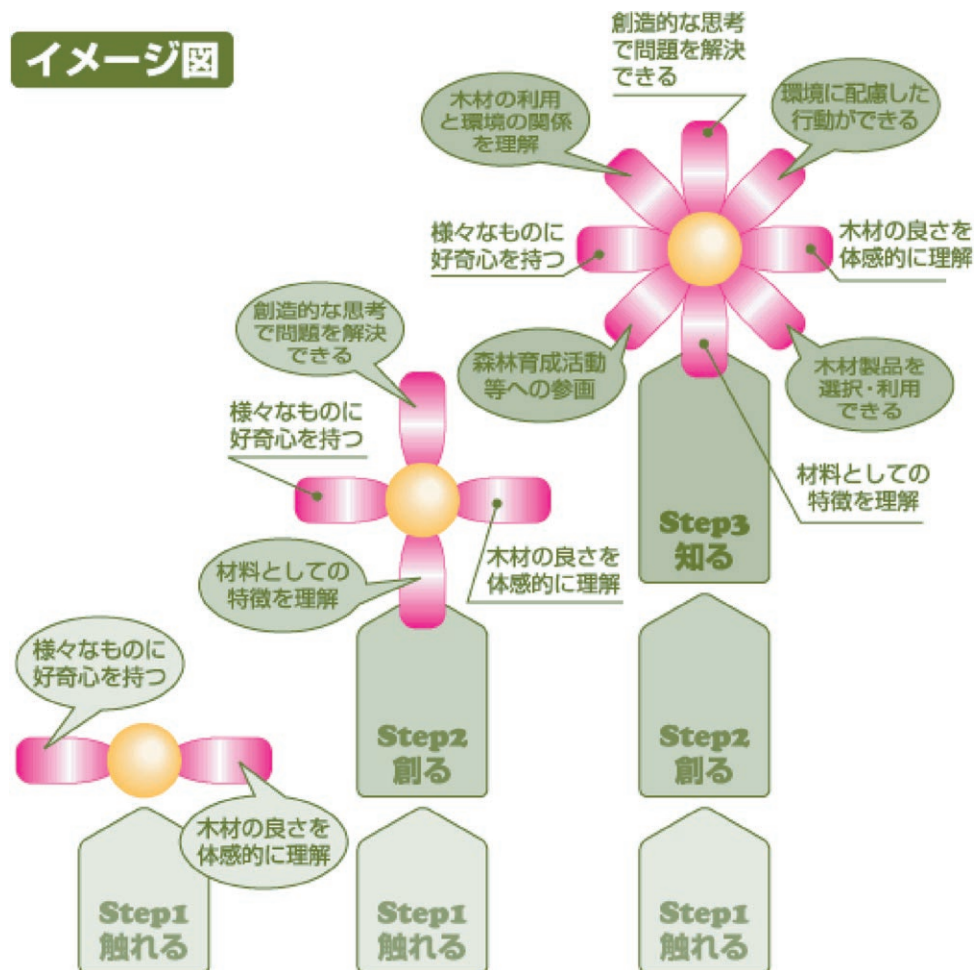 イメージ図
創造的な思考
で問題を解決
できる
木材の利用
と環境の関係
を理解
環境に配慮した
行動ができる
様々なものに
好奇心を持つ
木材の良さを
体感的に理解
森林育成活動
等への参画
木材製品を
選択・利用
できる
材料としての
特徴を理解
Step3
知る
Step2
創る
Step1
触れる
創造的な思考
で問題を解決
できる
様々なものに
好奇心を持つ
材料としての
特徴を理解
木材の良さを
体感的に理解
Step2
創る
Step1
触れる
様々なものに
好奇心を持つ
木材の良さを
体感的に理解
Step1
触れる